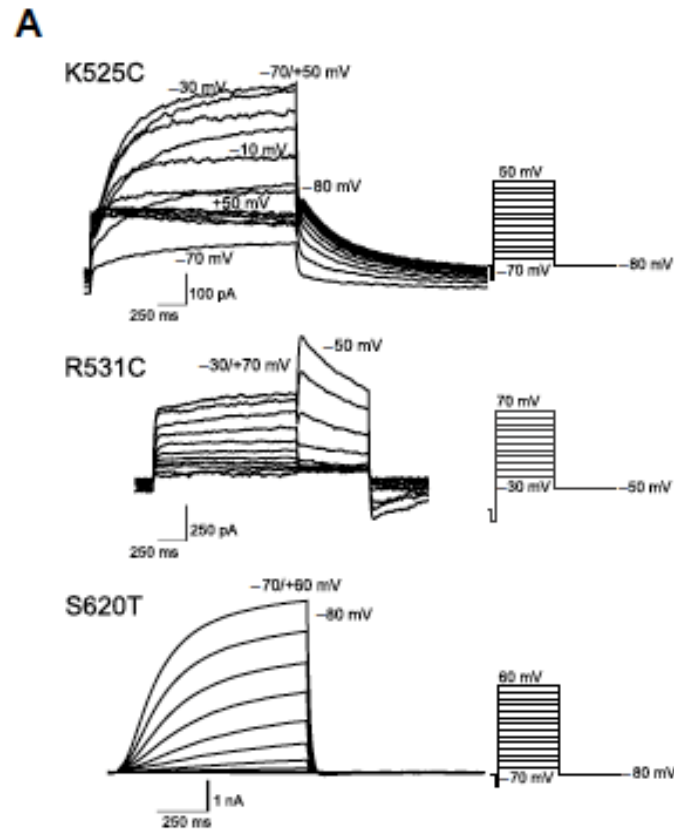 A
K525C
−70/+50 mV
−30 mV
−10 mV
−80 mV
+50 mV
−70 mV
100 pA
250 ms
50 mV
−70 mV
−80 mV
R531C
−50 mV
−30/+70 mV
250 pA
250 ms
70 mV
−30 mV
−50 mV
S620T
−70/+60 mV
−80 mV
1 nA
250 ms
60 mV
−70 mV
−80 mV